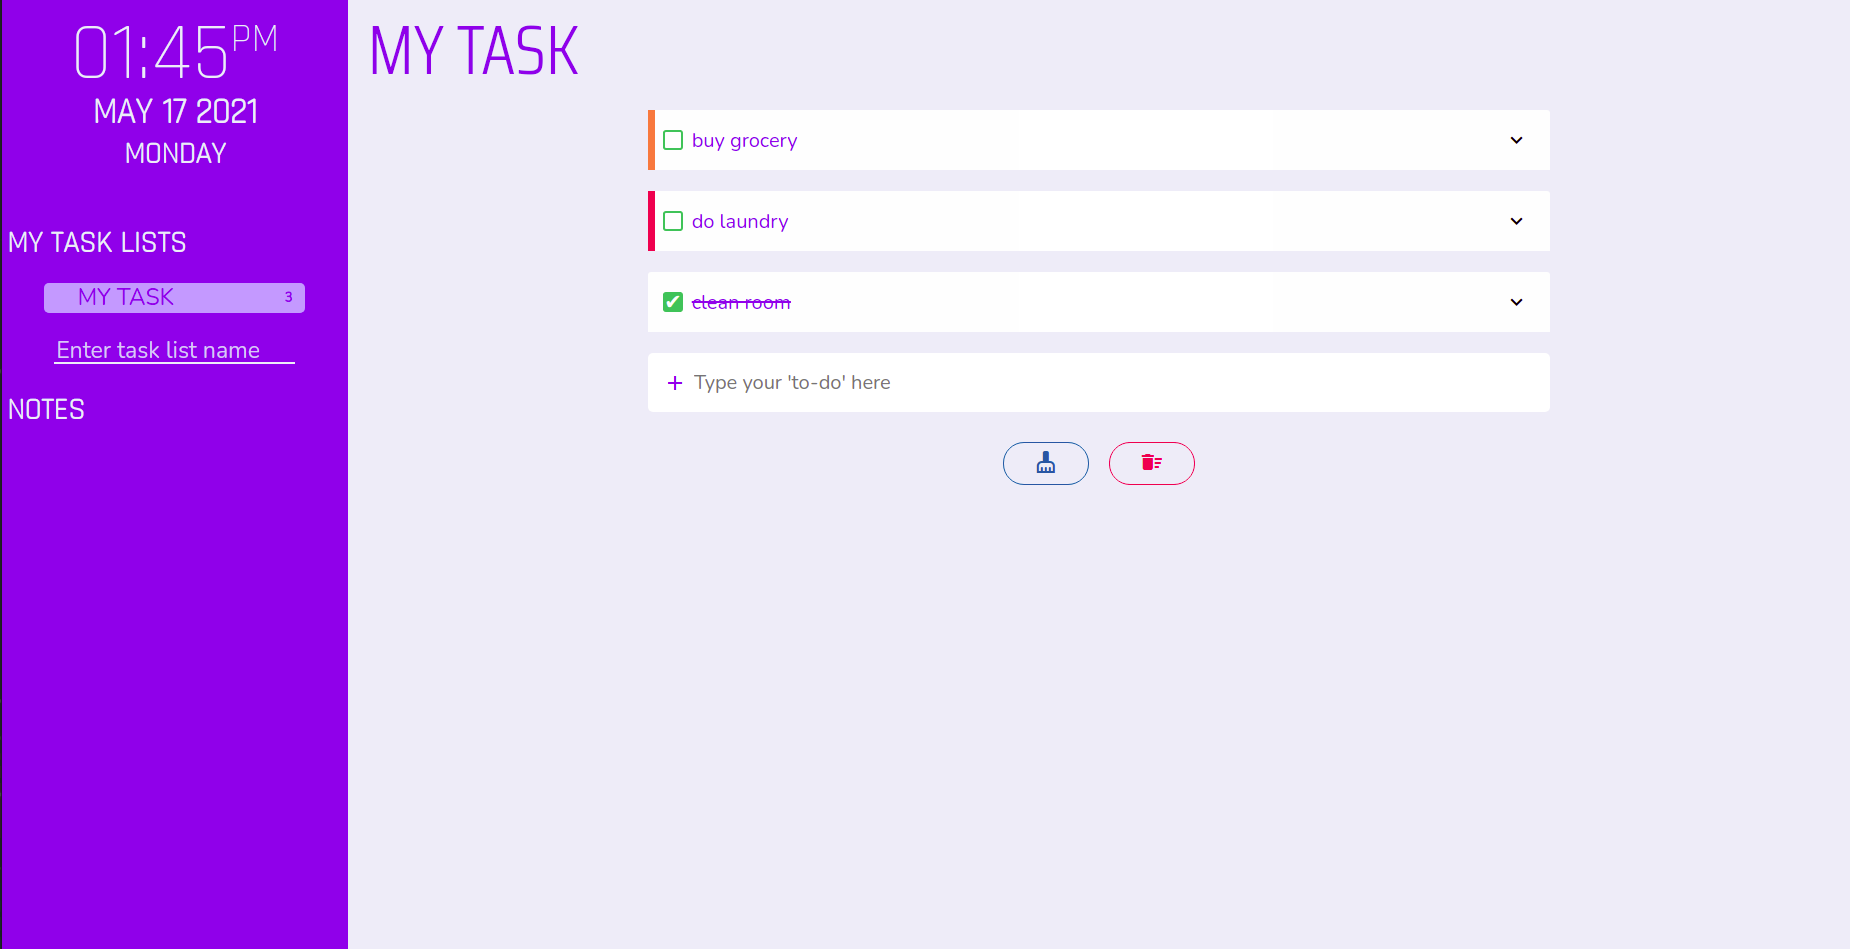 01:45PM
MAY 17 2021
MONDAY
MY TASK LISTS
MY TASK 3
Enter task list name
NOTES
MY TASK
buy grocery
do laundry
clean room
Type your 'to-do' here